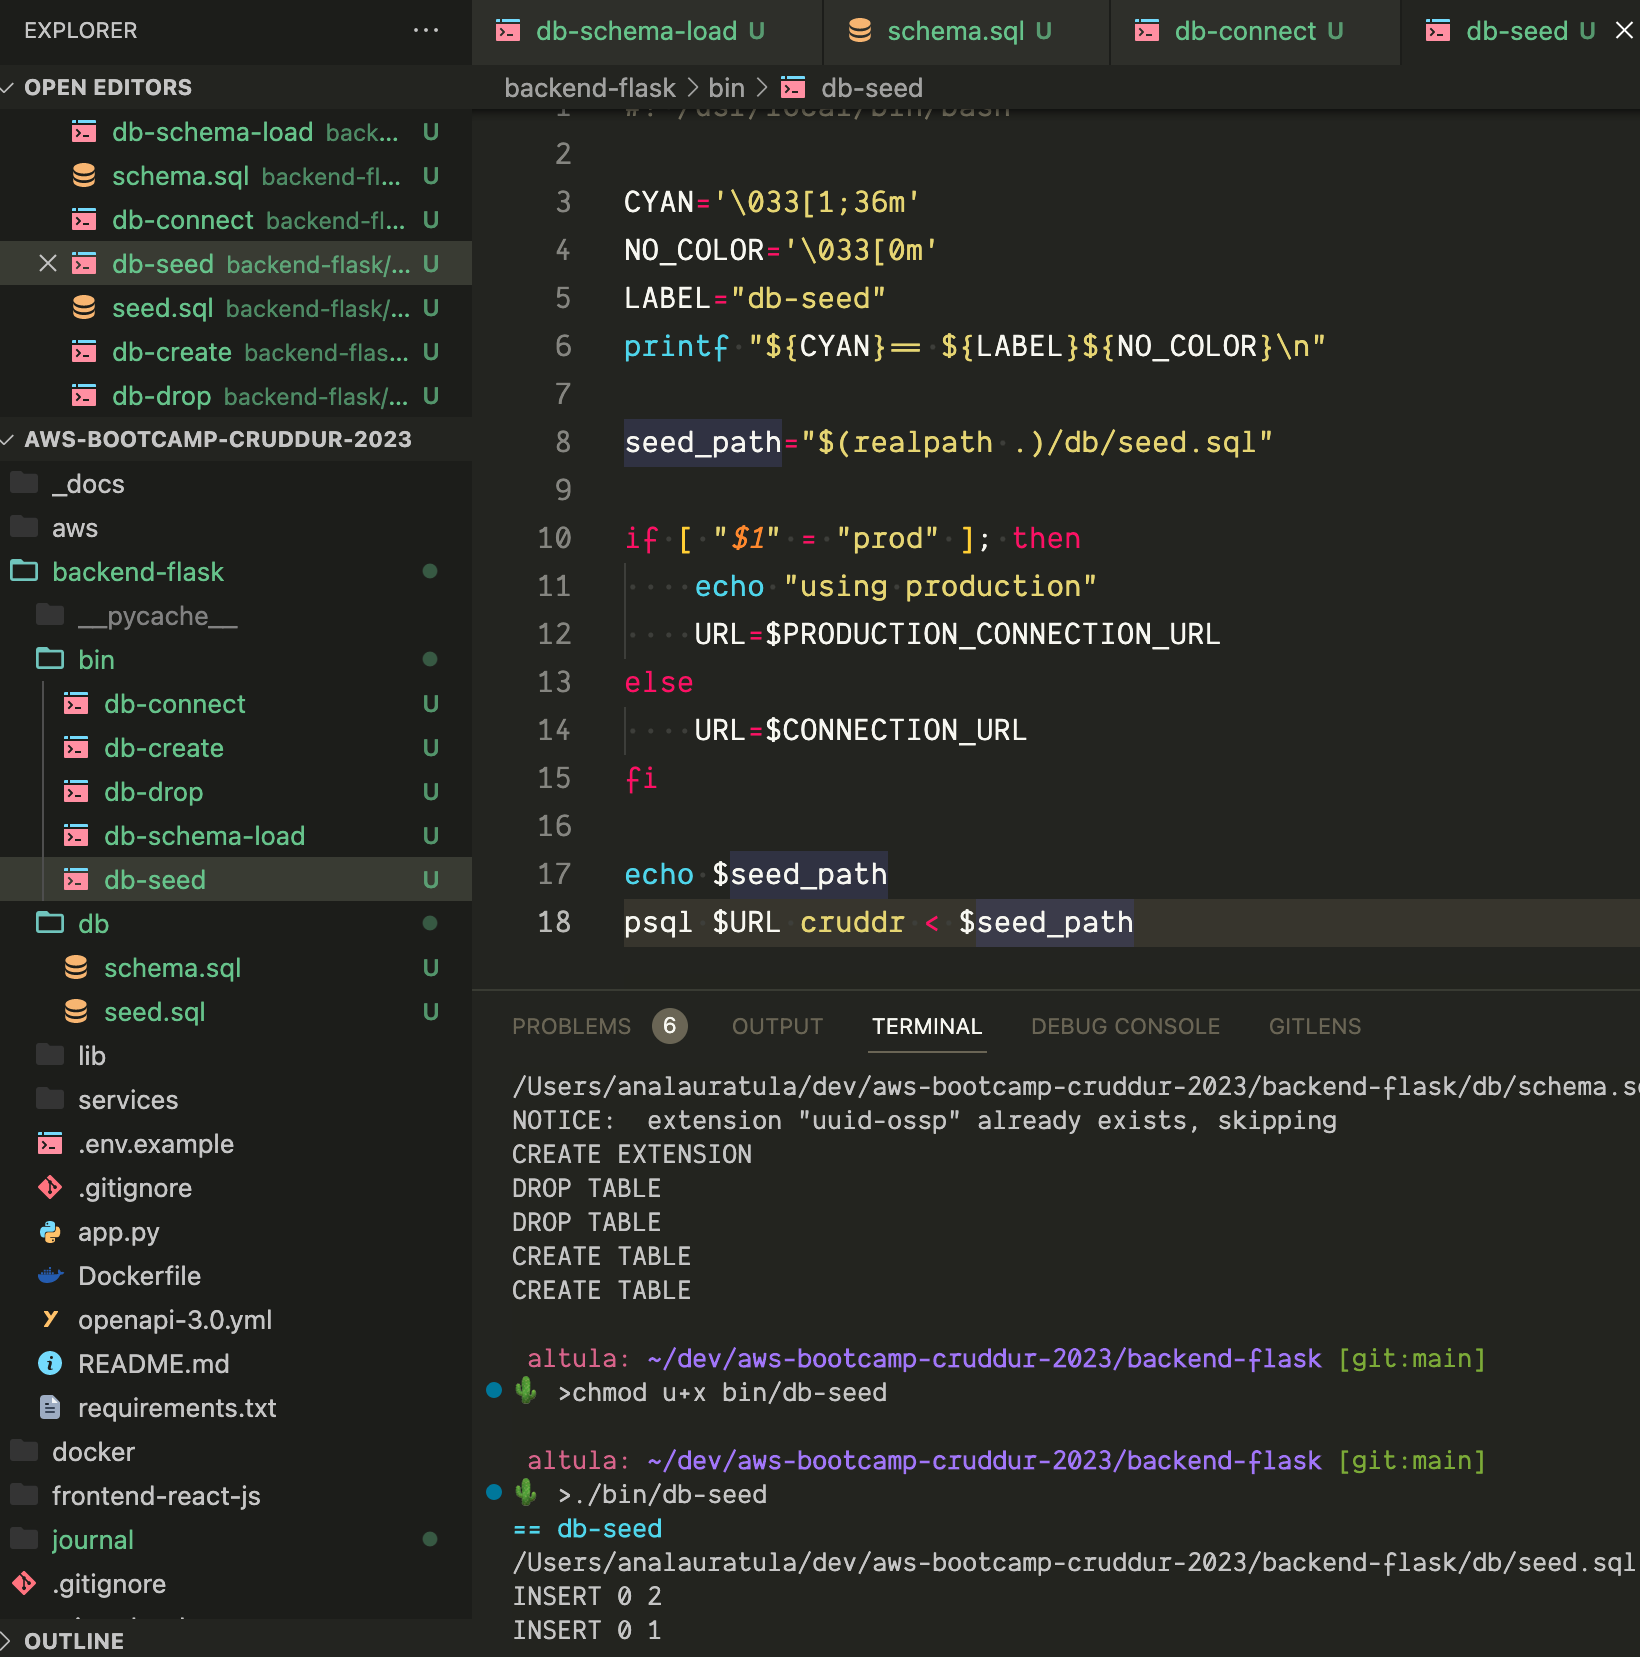 EXPLORER ...
OPEN EDITORS
db-schema-load back... U
schema.sql backend-fl... U
db-connect backend-fl... U
db-seed backend-flask/... U
seed.sql backend-flask/... U
db-create backend-flas... U
db-drop backend-flask/... U
AWS-BOOTCAMP-CRUDDUR-2023
_docs
aws
backend-flask
__pycache__
bin
db-connect U
db-create U
db-drop U
db-schema-load U
db-seed U
db
schema.sql U
seed.sql U
lib
services
.env.example
.gitignore
app.py
Dockerfile
openapi-3.0.yml
README.md
requirements.txt
docker
frontend-react-js
journal
.gitignore
OUTLINE
db-schema-load U schema.sql U db-connect U db-seed U
backend-flask > bin > db-seed
1 #! /usr/local/bin/bash
2
3 CYAN='\033[1;36m'
4 NO_COLOR='\033[0m'
5 LABEL="db-seed"
6 printf "${CYAN}== ${LABEL}${NO_COLOR}\n"
7
8 seed_path="$(realpath .)/db/seed.sql"
9
10 if [ "$1" = "prod" ]; then
11 echo "using production"
12 URL=$PRODUCTION_CONNECTION_URL
13 else
14 URL=$CONNECTION_URL
15 fi
16
17 echo $seed_path
18 psql $URL cruddr < $seed_path
PROBLEMS 6 OUTPUT TERMINAL DEBUG CONSOLE GITLENS
/Users/analauratula/dev/aws-bootcamp-cruddur-2023/backend-flask/db/schema.s
NOTICE:  extension "uuid-ossp" already exists, skipping
CREATE EXTENSION
DROP TABLE
DROP TABLE
CREATE TABLE
CREATE TABLE
altula: ~/dev/aws-bootcamp-cruddur-2023/backend-flask [git:main]
🌵 >chmod u+x bin/db-seed
altula: ~/dev/aws-bootcamp-cruddur-2023/backend-flask [git:main]
🌵 >./bin/db-seed
== db-seed
/Users/analauratula/dev/aws-bootcamp-cruddur-2023/backend-flask/db/seed.sql
INSERT 0 2
INSERT 0 1